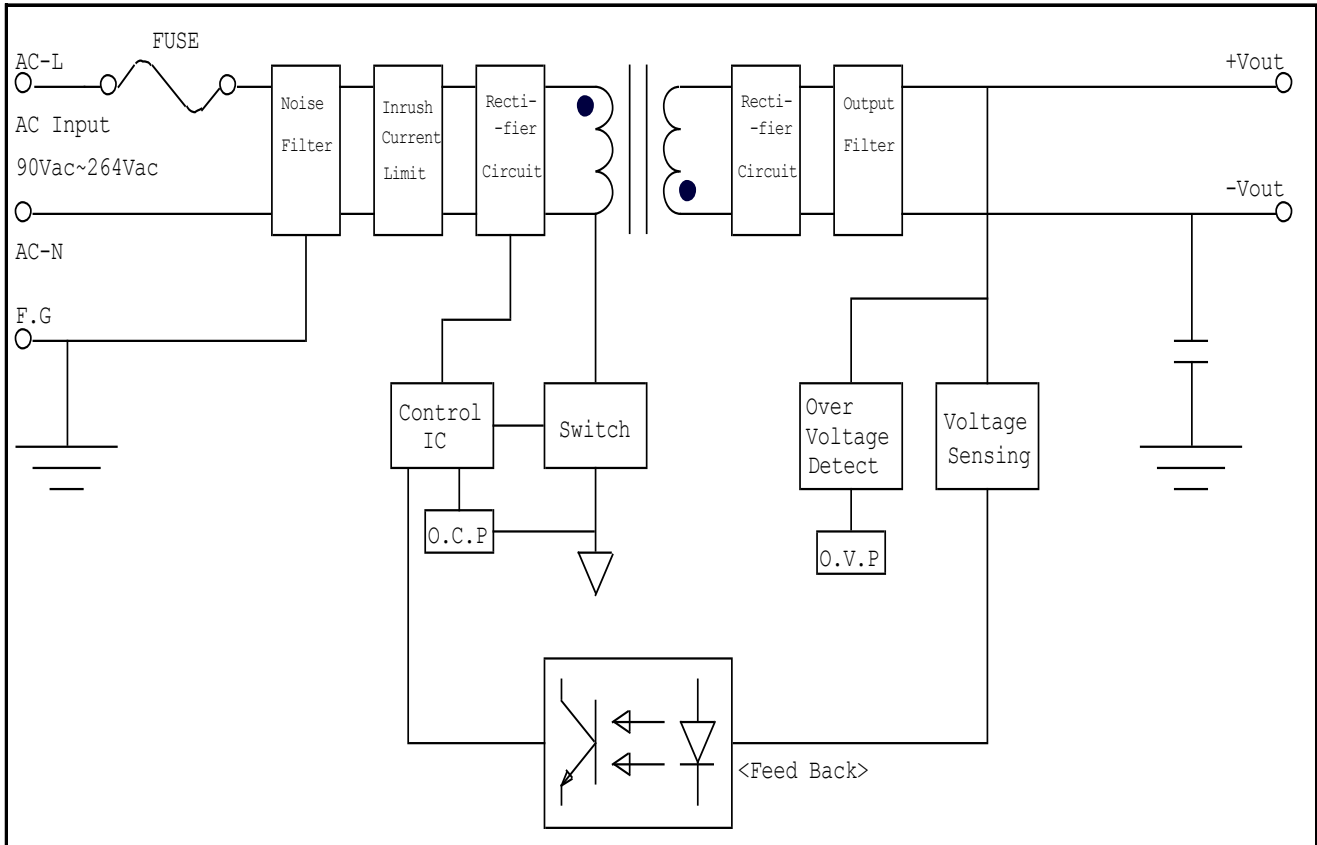 FUSE
AC-L
AC Input
90Vac~264Vac
AC-N
F.G
Noise
Filter
Inrush
Current
Limit
Recti-
-fier
Circuit
Recti-
-fier
Circuit
Output
Filter
+Vout
-Vout
Control
IC
Switch
O.C.P
Over
Voltage
Detect
Voltage
Sensing
O.V.P
<Feed Back>